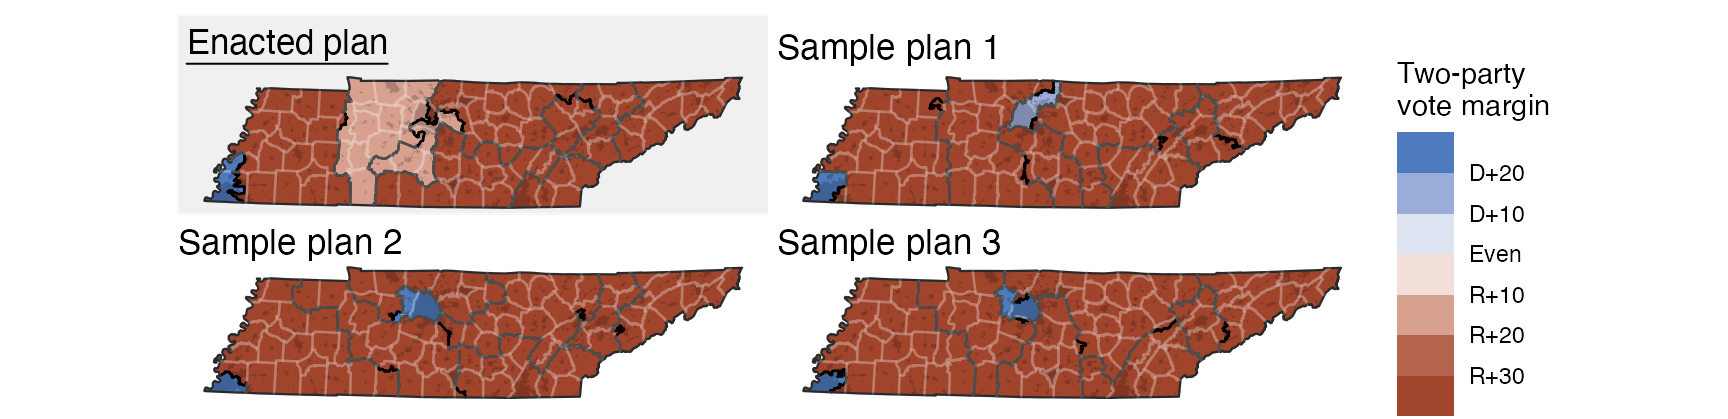 Enacted plan
Sample plan 1
Sample plan 2
Sample plan 3
Two-party
vote margin
D+20
D+10
Even
R+10
R+20
R+30